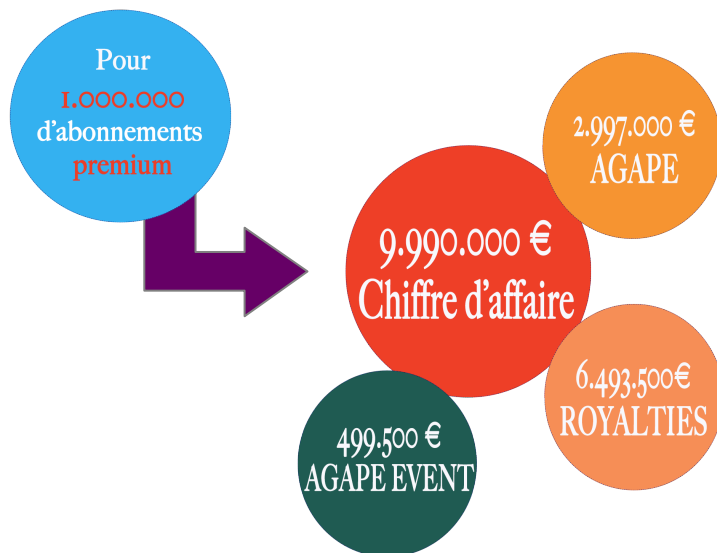 Pour
1.000.000
d'abonnements
premium
2.997.000 €
AGAPE
9.990.000 €
Chiffre d'affaire
6.493.500€
ROYALTIES
499.500 €
AGAPE EVENT